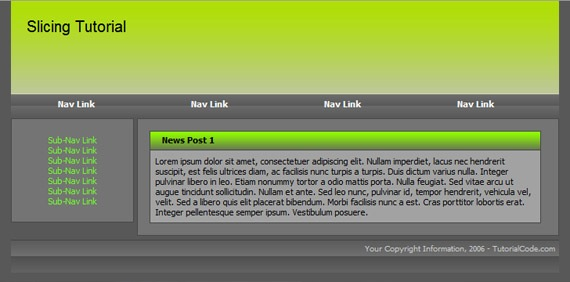 Slicing Tutorial
Nav Link Nav Link Nav Link Nav Link
Sub-Nav Link
Sub-Nav Link
Sub-Nav Link
Sub-Nav Link
Sub-Nav Link
Sub-Nav Link
Sub-Nav Link
News Post 1
Lorem ipsum dolor sit amet, consectetuer adipiscing elit. Nullam imperdiet, lacus nec hendrerit
suscipit, est felis ultrices diam, ac facilisis nunc turpis a turpis. Duis dictum varius nulla. Integer
pulvinar libero in leo. Etiam nonummy tortor a odio mattis porta. Nulla feugiat. Sed vitae arcu ut
augue tincidunt sollicitudin. Nullam et ante. Sed leo nunc, pulvinar id, tempor hendrerit, vehicula vel,
velit. Sed a libero quis elit placerat bibendum. Morbi facilisis nunc a est. Cras porttitor lobortis erat.
Integer pellentesque semper ipsum. Vestibulum posuere.
Your Copyright Information, 2006 - TutorialCode.com